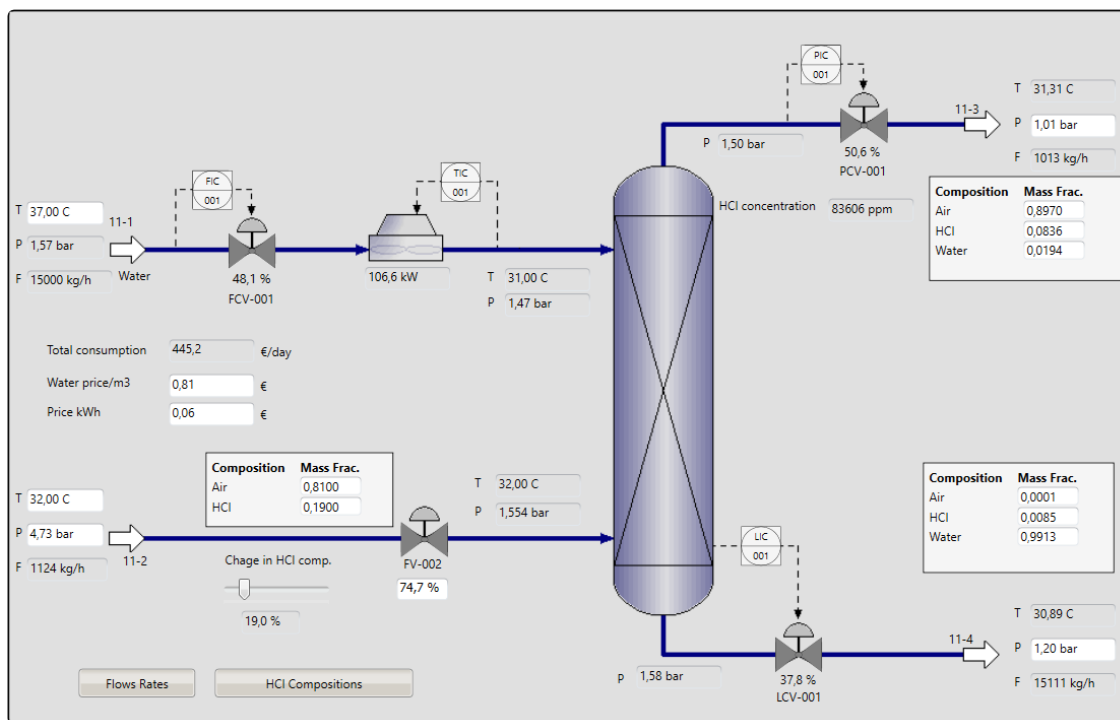 PIC
001
T 31,31 C
11-3
P 1,01 bar
P 1,50 bar
50,6 %
PCV-001
F 1013 kg/h
FIC
001
TIC
001
Composition Mass Frac.
Air 0,8970
HCl 0,0836
Water 0,0194
HCl concentration 83606 ppm
T 37,00 C
11-1
P 1,57 bar
F 15000 kg/h Water
48,1 %
FCV-001
106,6 kW
T 31,00 C
P 1,47 bar
Total consumption 445,2 €/day
Water price/m3 0,81 €
Price kWh 0,06 €
Composition Mass Frac.
Air 0,8100
HCl 0,1900
T 32,00 C
P 1,554 bar
T 32,00 C
P 4,73 bar
11-2
F 1124 kg/h
Chage in HCl comp.
19,0 %
FV-002
74,7 %
Composition Mass Frac.
Air 0,0001
HCl 0,0085
Water 0,9913
LIC
001
T 30,89 C
11-4
P 1,20 bar
P 1,58 bar
37,8 %
LCV-001
F 15111 kg/h
Flows Rates
HCl Compositions